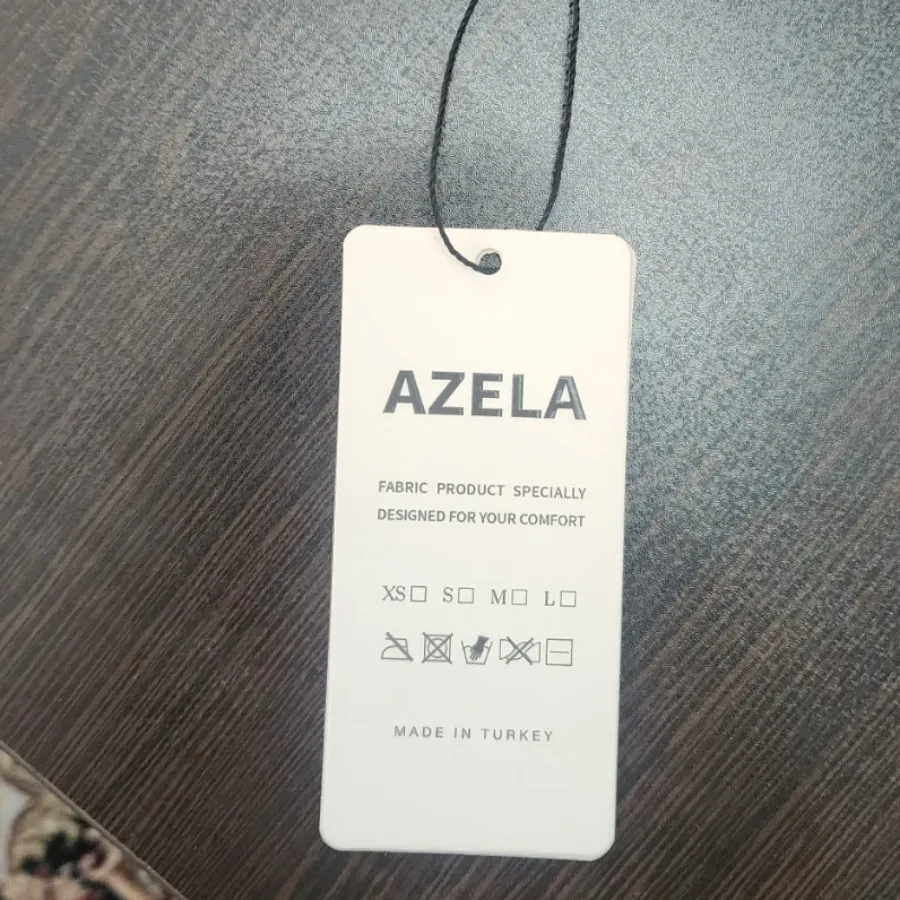 AZELA
FABRIC PRODUCT SPECIALLY
DESIGNED FOR YOUR COMFORT
XS☐ S☐ M☐ L☐
MADE IN TURKEY